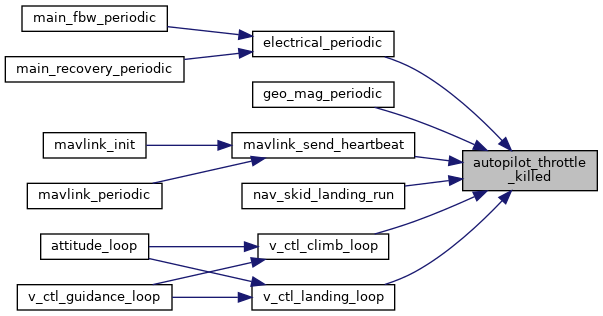 main_fbw_periodic
electrical_periodic
main_recovery_periodic
geo_mag_periodic
mavlink_init
mavlink_send_heartbeat
autopilot_throttle
_killed
mavlink_periodic
nav_skid_landing_run
attitude_loop
v_ctl_climb_loop
v_ctl_guidance_loop
v_ctl_landing_loop